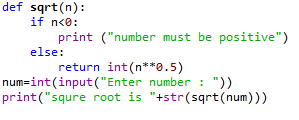 def sqrt(n):
    if n<0:
        print ("number must be positive")
    else:
        return int(n**0.5)
num=int(input("Enter number : "))
print("squre root is "+str(sqrt(num)))